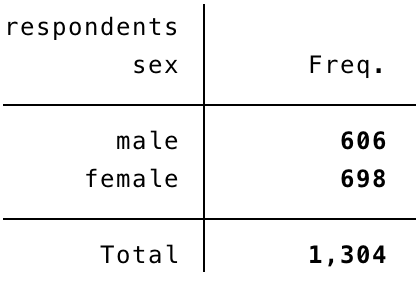 respondents
sex Freq.
male 606
female 698
Total 1,304